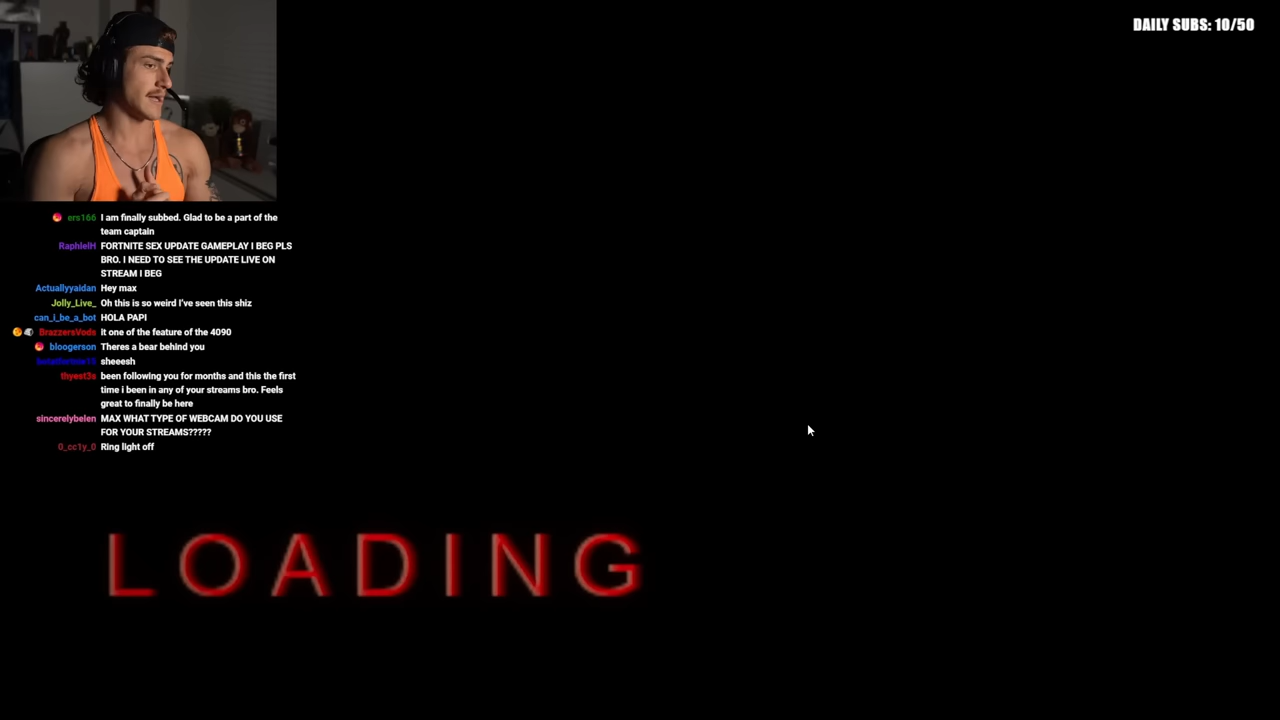 DAILY SUBS: 10/50
ers166 I am finally subbed. Glad to be a part of the
team captain
RaphleIH FORTNITE SEX UPDATE GAMEPLAY I BEG PLS
BRO. I NEED TO SEE THE UPDATE LIVE ON
STREAM I BEG
Actuallyyaidan Hey max
Jolly_Live_ Oh this is so weird I've seen this shiz
can_i_be_a_bot HOLA PAPI
BrazzersVods it one of the feature of the 4090
bloogerson Theres a bear behind you
sheeesh
thyest3s been following you for months and this the first
time i been in any of your streams bro. Feels
great to finally be here
sincerelybelen MAX WHAT TYPE OF WEBCAM DO YOU USE
FOR YOUR STREAMS?????
0_cc1y_0 Ring light off
LOADING